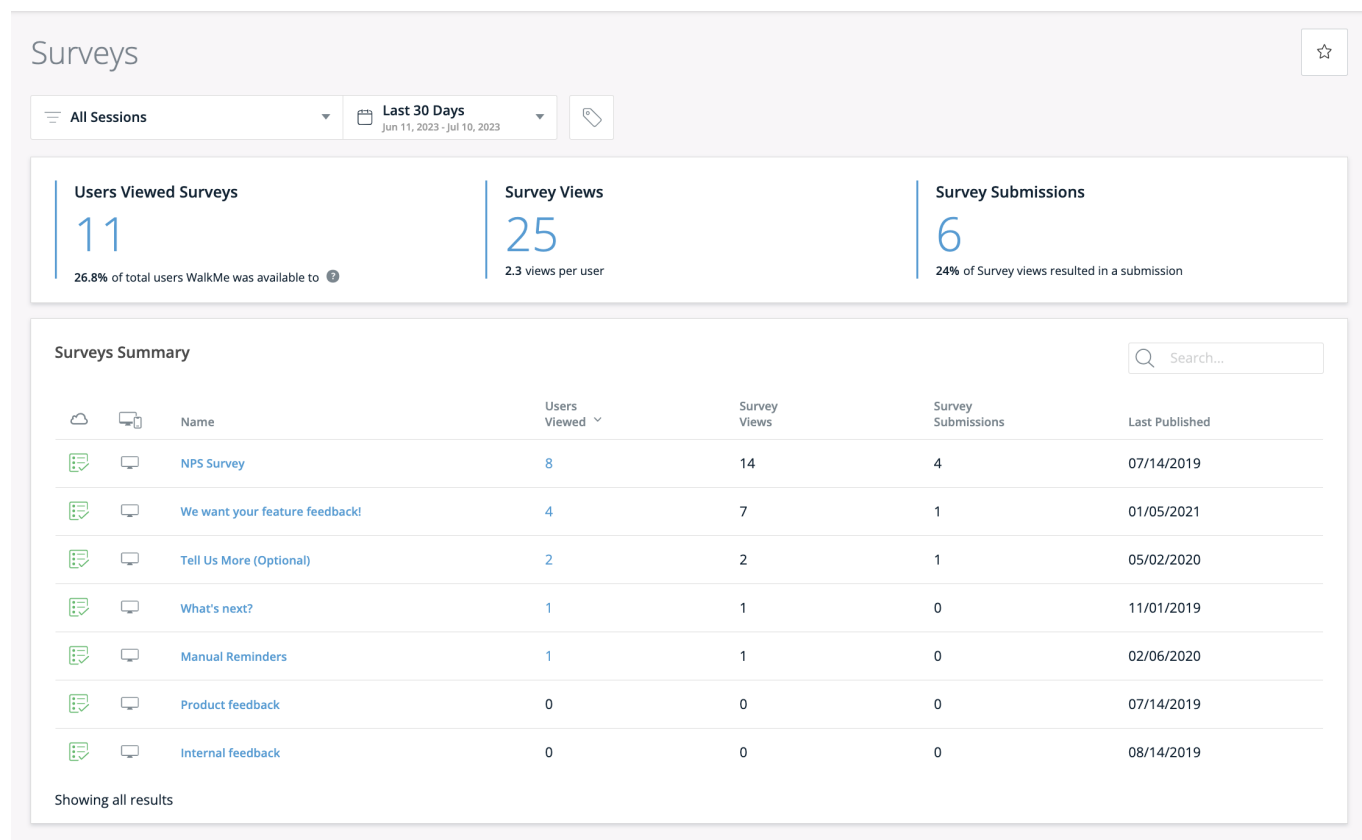 Surveys
All Sessions
Last 30 Days
Jun 11, 2023 - Jul 10, 2023
Users Viewed Surveys
11
26.8% of total users WalkMe was available to ?
Survey Views
25
2.3 views per user
Survey Submissions
6
24% of Survey views resulted in a submission
Surveys Summary
Search...
Name
Users
Viewed
Survey
Views
Survey
Submissions
Last Published
NPS Survey 8 14 4 07/14/2019
We want your feature feedback! 4 7 1 01/05/2021
Tell Us More (Optional) 2 2 1 05/02/2020
What's next? 1 1 0 11/01/2019
Manual Reminders 1 1 0 02/06/2020
Product feedback 0 0 0 07/14/2019
Internal feedback 0 0 0 08/14/2019
Showing all results